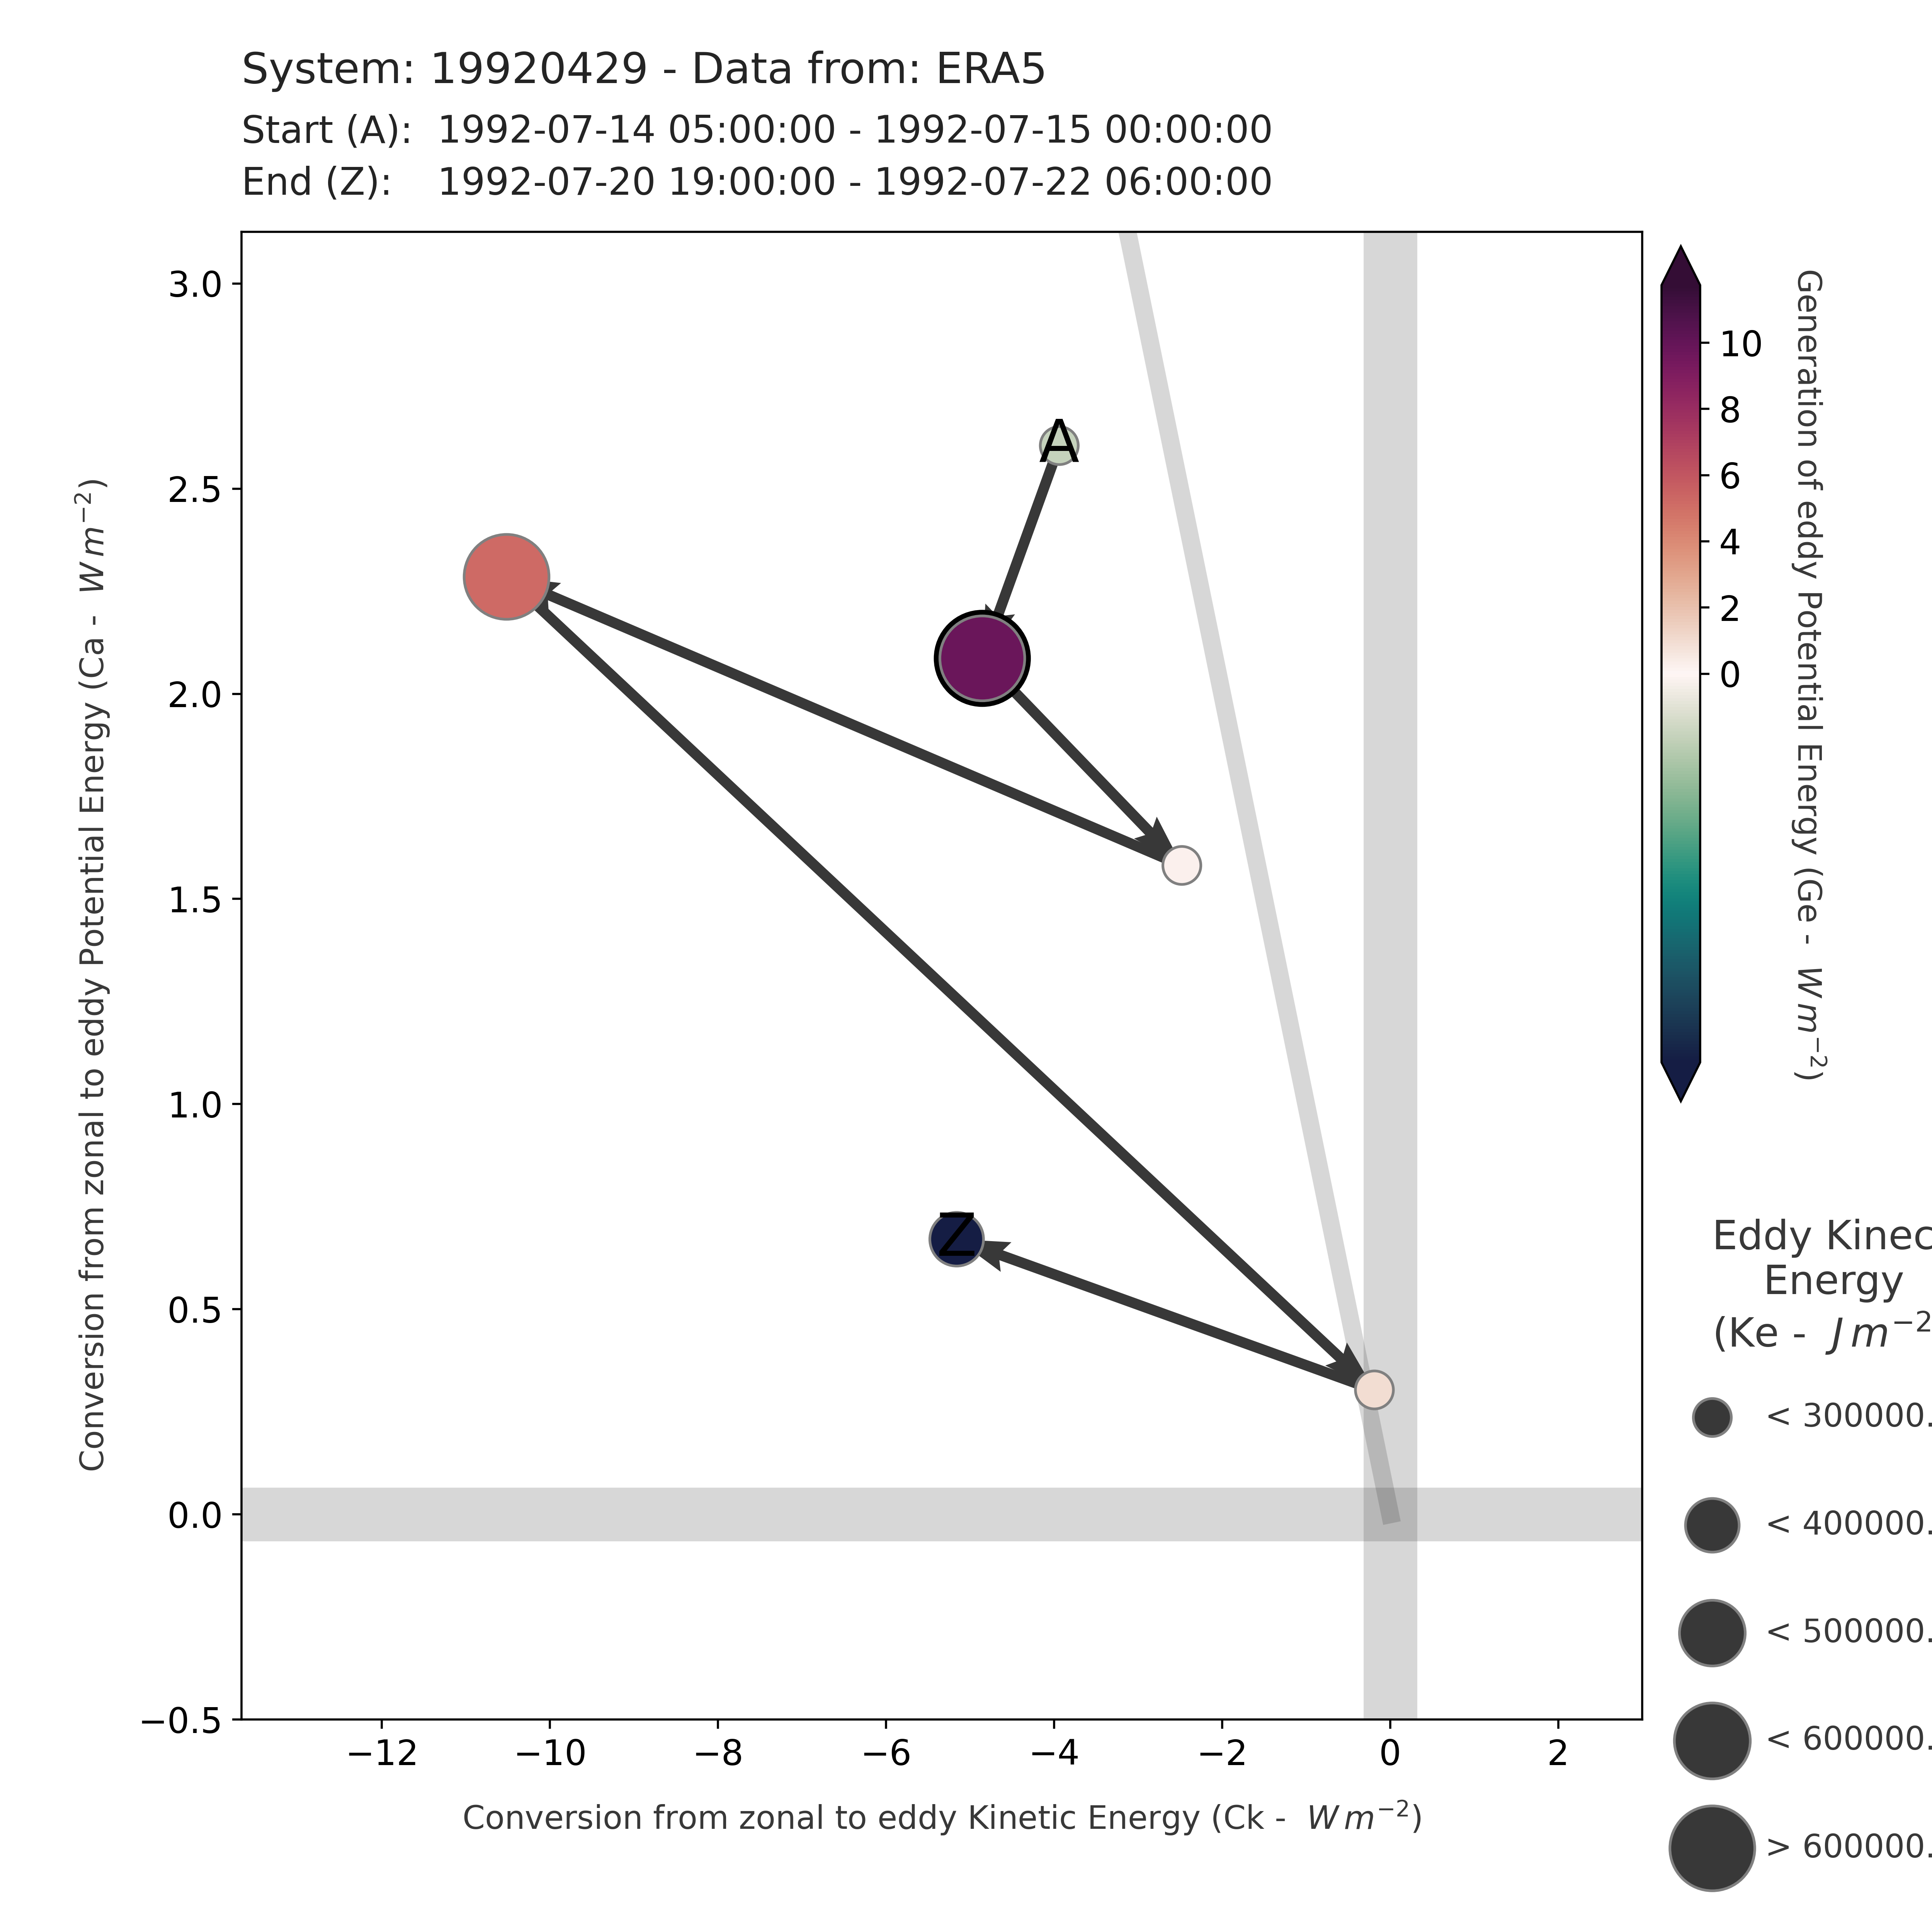 System: 19920429 - Data from: ERA5
Start (A): 1992-07-14 05:00:00 - 1992-07-15 00:00:00
End (Z): 1992-07-20 19:00:00 - 1992-07-22 06:00:00
3.0
2.5
2.0
1.5
1.0
0.5
0.0
−0.5
−12
−10
−8
−6
−4
−2
0
2
Conversion from zonal to eddy Potential Energy (Ca - W m⁻²)
Conversion from zonal to eddy Kinetic Energy (Ck - W m⁻²)
A
Z
10
8
6
4
2
0
Generation of eddy Potential Energy (Ge - W m⁻²)
Eddy Kinec
Energy
(Ke - J m⁻²
< 300000.
< 400000.
< 500000.
< 600000.
> 600000.